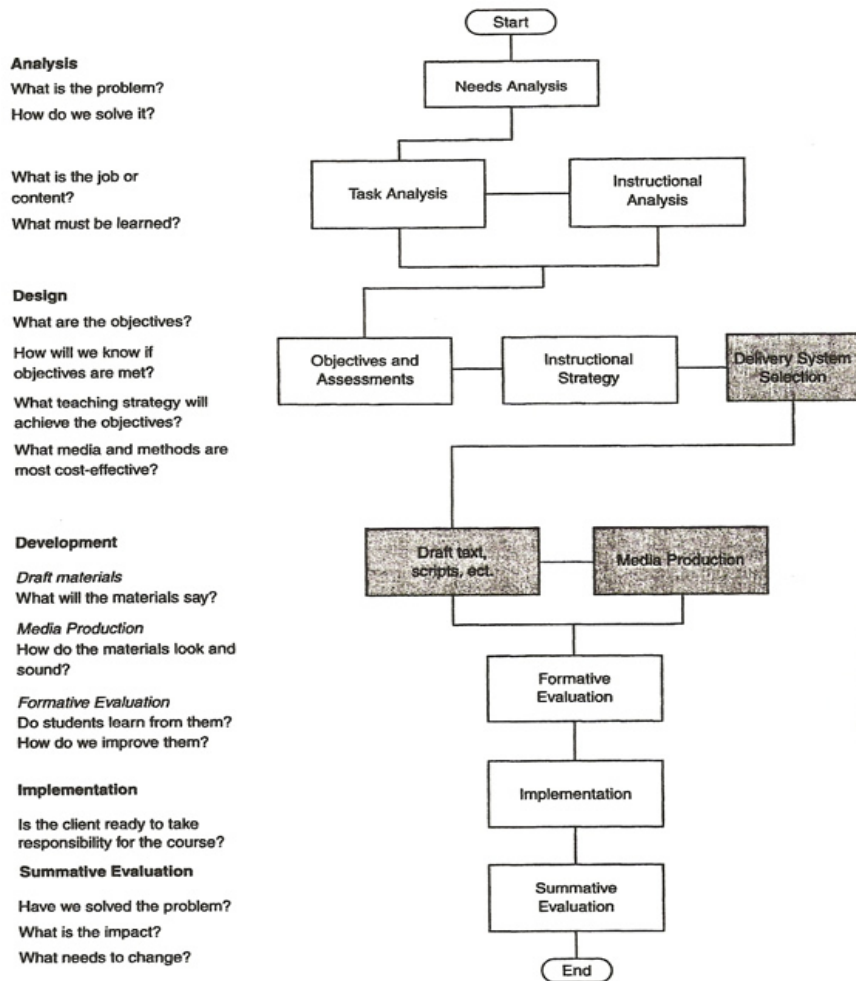 Start
Analysis
What is the problem?
How do we solve it?
Needs Analysis
What is the job or
content?
What must be learned?
Task Analysis
Instructional
Analysis
Design
What are the objectives?
How will we know if
objectives are met?
What teaching strategy will
achieve the objectives?
What media and methods are
most cost-effective?
Objectives and
Assessments
Instructional
Strategy
Delivery System
Selection
Development
Draft materials
What will the materials say?
Media Production
How do the materials look and
sound?
Formative Evaluation
Do students learn from them?
How do we improve them?
Draft text,
scripts, ect.
Media Production
Formative
Evaluation
Implementation
Is the client ready to take
responsibility for the course?
Implementation
Summative Evaluation
Have we solved the problem?
What is the impact?
What needs to change?
Summative
Evaluation
End